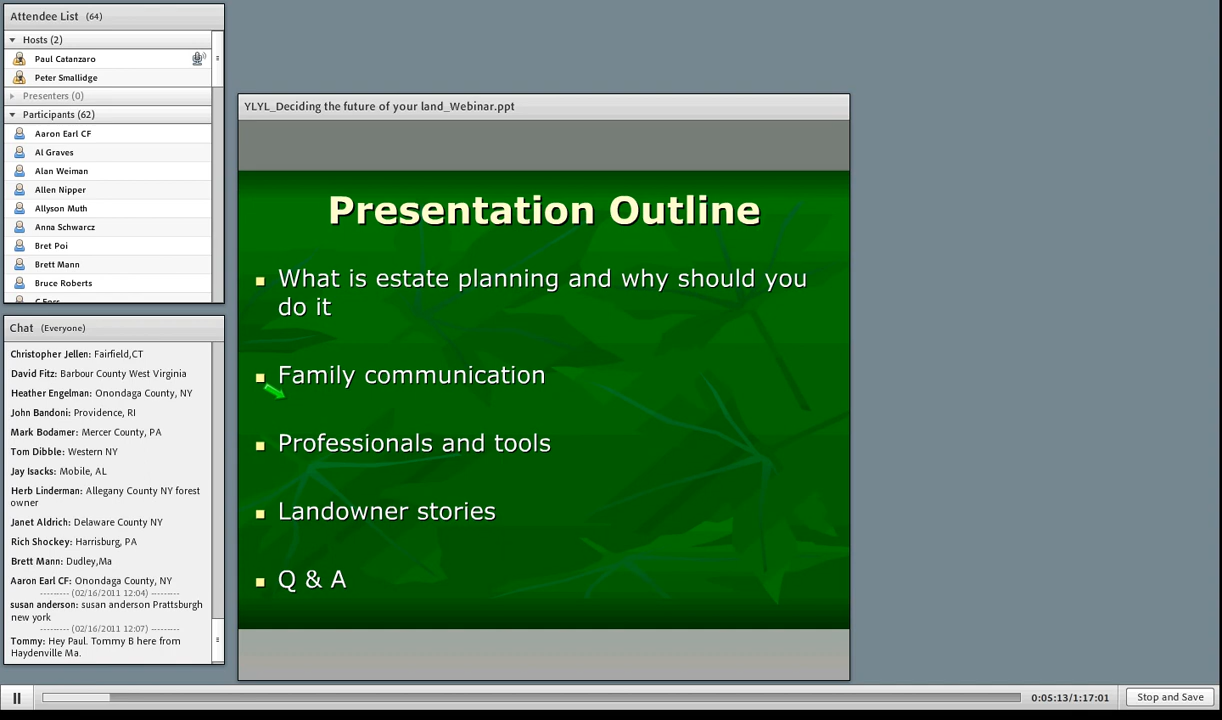 Attendee List (64)
Hosts (2)
Paul Catanzaro
Peter Smallidge
Presenters (0)
Participants (62)
Aaron Earl CF
Al Graves
Alan Weiman
Allen Nipper
Allyson Muth
Anna Schwarcz
Bret Poi
Brett Mann
Bruce Roberts
Chat (Everyone)
Christopher Jellen: Fairfield,CT
David Fitz: Barbour County West Virginia
Heather Engelman: Onondaga County, NY
John Bandoni: Providence, RI
Mark Bodamer: Mercer County, PA
Tom Dibble: Western NY
Jay Isacks: Mobile, AL
Herb Linderman: Allegany County NY forest
owner
Janet Aldrich: Delaware County NY
Rich Shockey: Harrisburg, PA
Brett Mann: Dudley,Ma
Aaron Earl CF: Onondaga County, NY
--------- (02/16/2011 12:04) ---------
susan anderson: susan anderson Prattsburgh
new york
--------- (02/16/2011 12:07) ---------
Tommy: Hey Paul. Tommy B here from
Haydenville Ma.
YLYL_Deciding the future of your land_Webinar.ppt
Presentation Outline
What is estate planning and why should you
do it
Family communication
Professionals and tools
Landowner stories
Q & A
0:05:13/1:17:01
Stop and Save